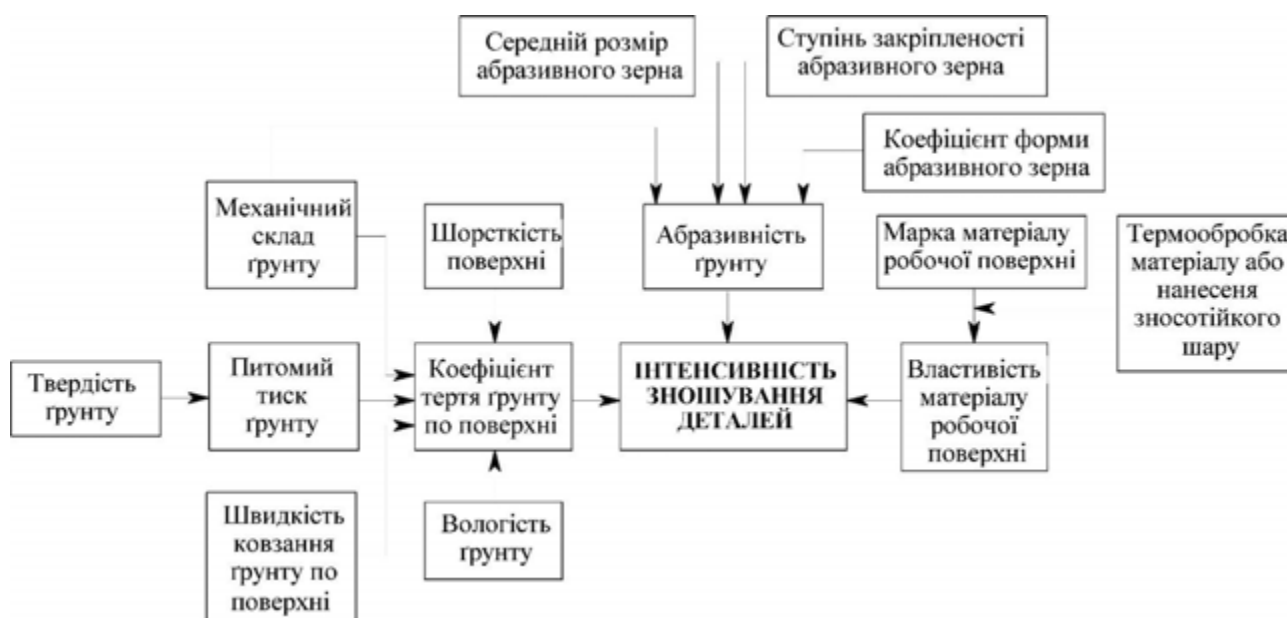 Середній розмір
абразивного зерна
Ступінь закріпленості
абразивного зерна
Коефіцієнт форми
абразивного зерна
Механічний
склад
ґрунту
Шорсткість
поверхні
Абразивність
ґрунту
Марка матеріалу
робочої поверхні
Термообробка
матеріалу або
нанесеня
зносотійкого
шару
Твердість
ґрунту
Питомий
тиск
ґрунту
Коефіцієнт
тертя ґрунту
по поверхні
ІНТЕНСИВНІСТЬ
ЗНОШУВАННЯ
ДЕТАЛЕЙ
Властивість
матеріалу
робочої
поверхні
Швидкість
ковзання
ґрунту по
поверхні
Вологість
ґрунту